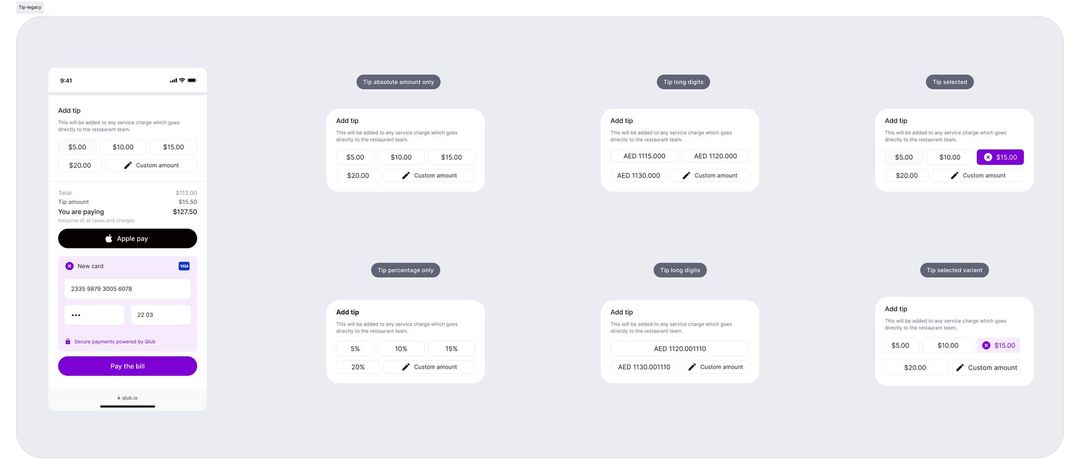 Tip-legacy
9:41
Add tip
This will be added to any service charge which goes
directly to the restaurant team.
$5.00 $10.00 $15.00
$20.00 Custom amount
Total $112.00
Tip amount $15.50
You are paying $127.50
Inclusive of all taxes and charges
Apple pay
New card VISA
2335 9879 3005 6078
••• 22 03
Secure payments powered by Qlub
Pay the bill
qlub.io
Tip absolute amount only
Add tip
This will be added to any service charge which goes
directly to the restaurant team.
$5.00 $10.00 $15.00
$20.00 Custom amount
Tip long digits
Add tip
This will be added to any service charge which goes
directly to the restaurant team.
AED 1115.000 AED 1120.000
AED 1130.000 Custom amount
Tip selected
Add tip
This will be added to any service charge which goes
directly to the restaurant team.
$5.00 $10.00 $15.00
$20.00 Custom amount
Tip percentage only
Add tip
This will be added to any service charge which goes
directly to the restaurant team.
5% 10% 15%
20% Custom amount
Tip long digits
Add tip
This will be added to any service charge which goes
directly to the restaurant team.
AED 1120.001110
AED 1130.001110 Custom amount
Tip selected variant
Add tip
This will be added to any service charge which goes
directly to the restaurant team.
$5.00 $10.00 $15.00
$20.00 Custom amount